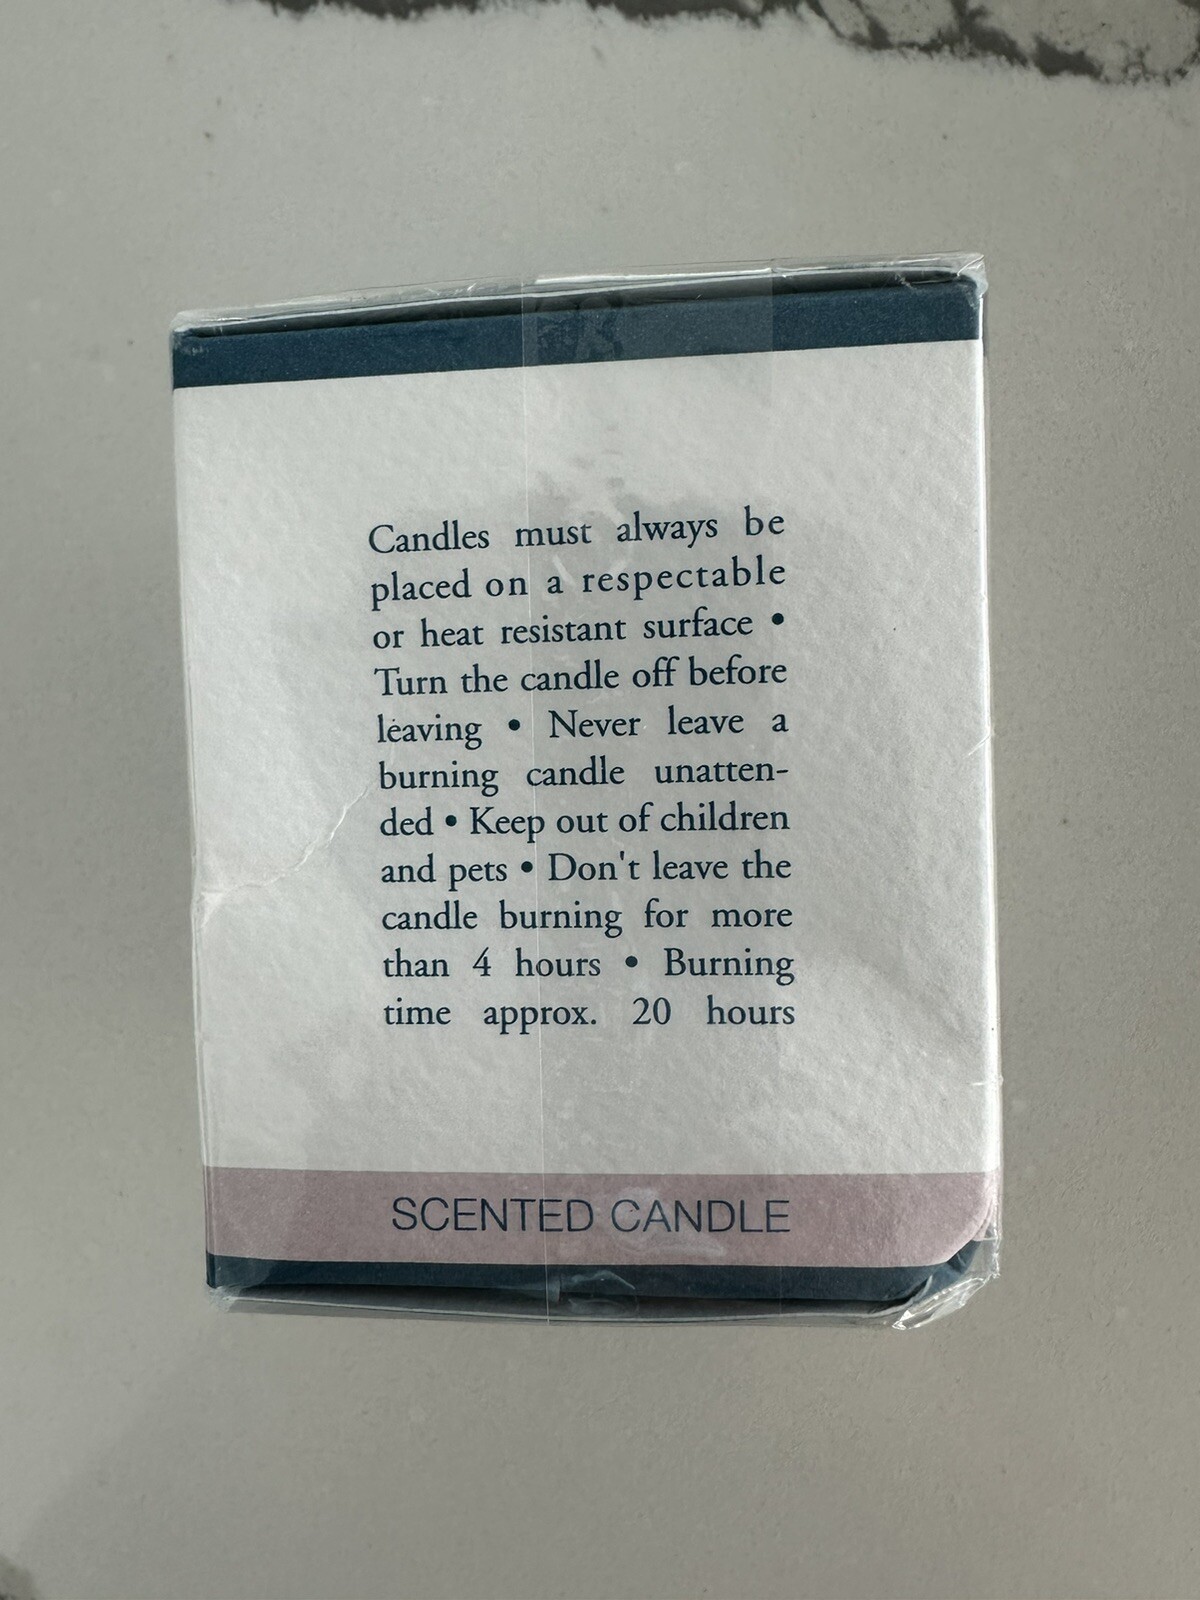 Candles must always be
placed on a respectable
or heat resistant surface •
Turn the candle off before
leaving • Never leave a
burning candle unatten-
ded • Keep out of children
and pets • Don't leave the
candle burning for more
than 4 hours • Burning
time approx. 20 hours
SCENTED CANDLE